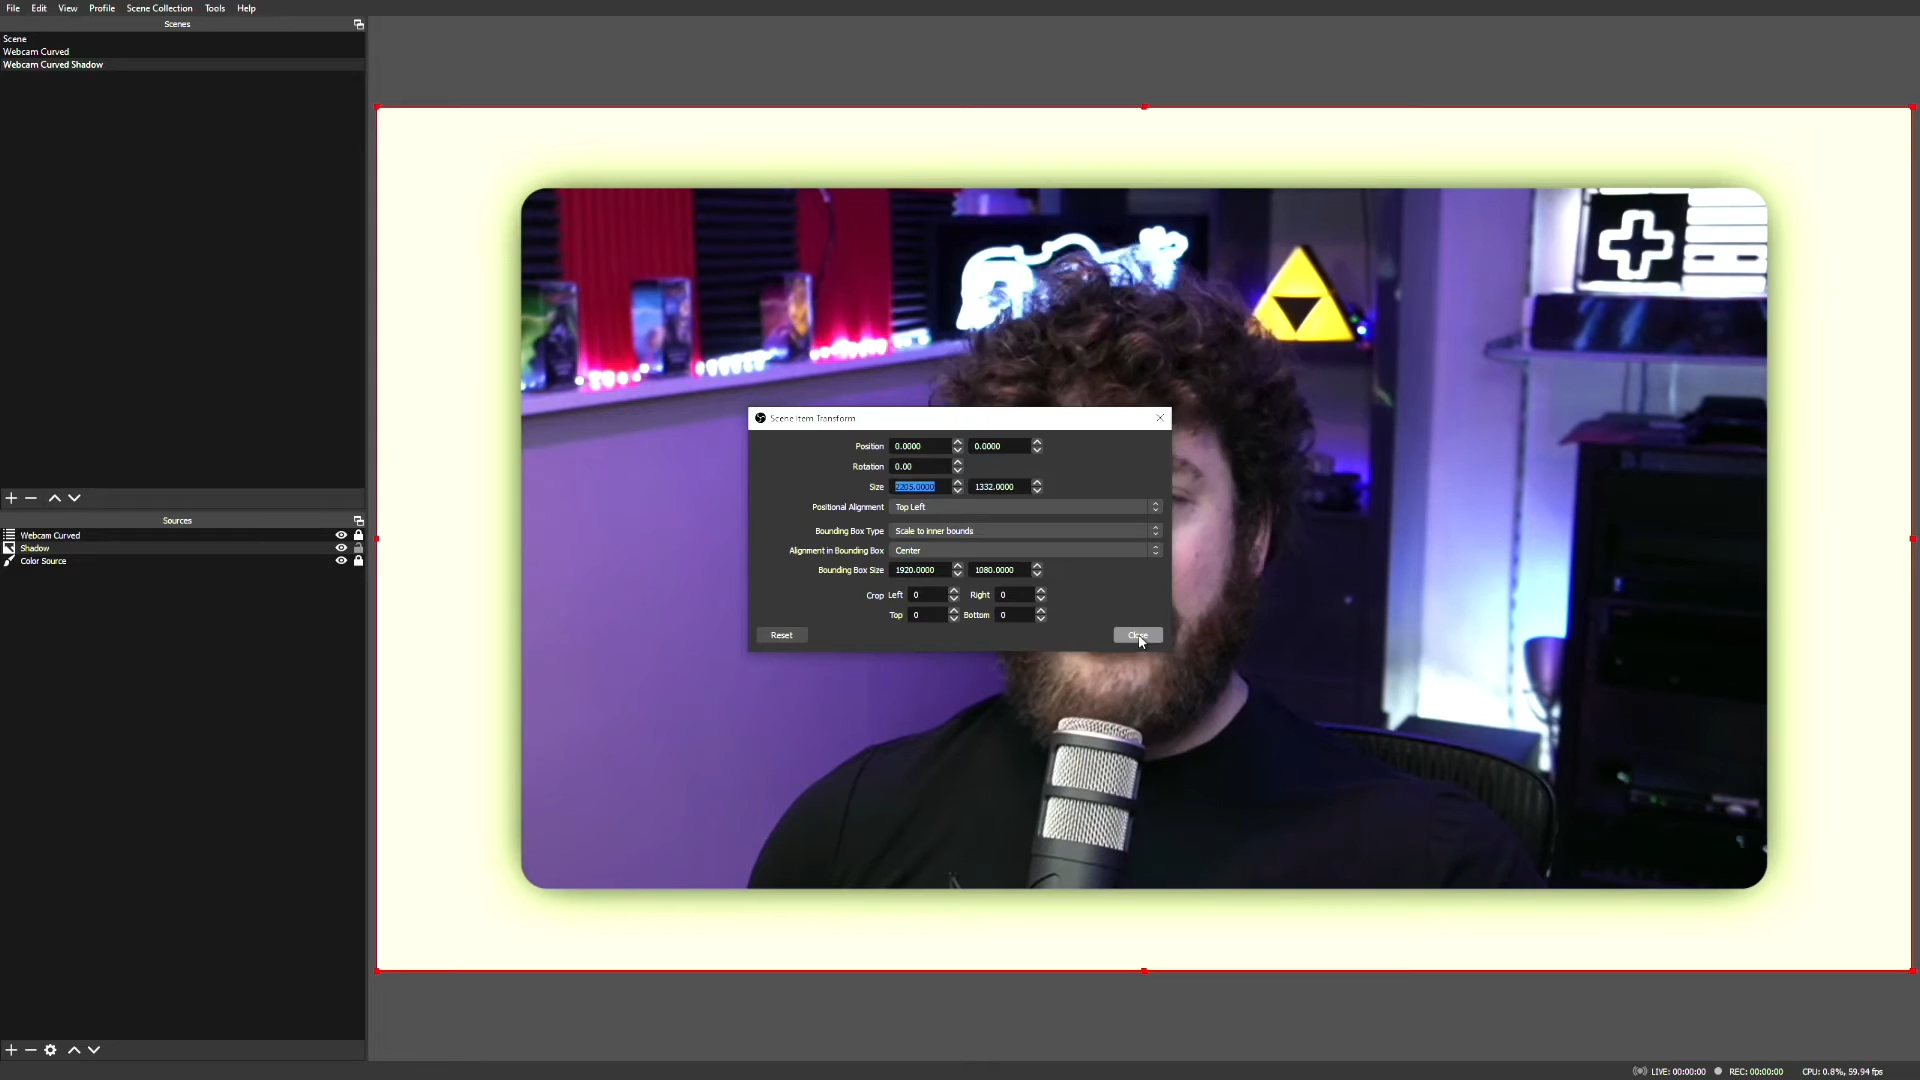 File Edit View Profile Scene Collection Tools Help
Scenes
Scene
Webcam Curved
Webcam Curved Shadow
Sources
Webcam Curved
Shadow
Color Source
Scene Item Transform
Position 0.0000 0.0000
Rotation 0.00
Size 2205.0000 1332.0000
Positional Alignment Top Left
Bounding Box Type Scale to inner bounds
Alignment in Bounding Box Center
Bounding Box Size 1920.0000 1080.0000
Crop Left 0 Right 0
Top 0 Bottom 0
Reset Close
LIVE: 00:00:00 REC: 00:00:00 CPU: 0.8%, 59.94 fps